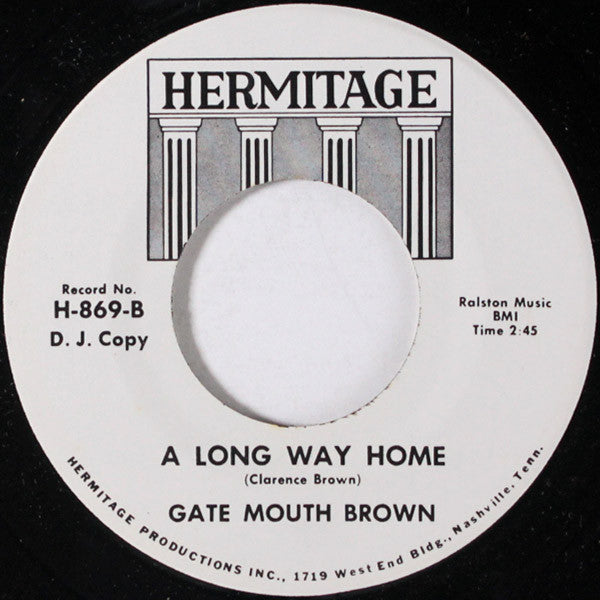 HERMITAGE
Record No.
H-869-B
D. J. Copy
Ralston Music
BMI
Time 2:45
A LONG WAY HOME
(Clarence Brown)
GATE MOUTH BROWN
HERMITAGE PRODUCTIONS INC., 1719 West End Bldg., Nashville, Tenn.